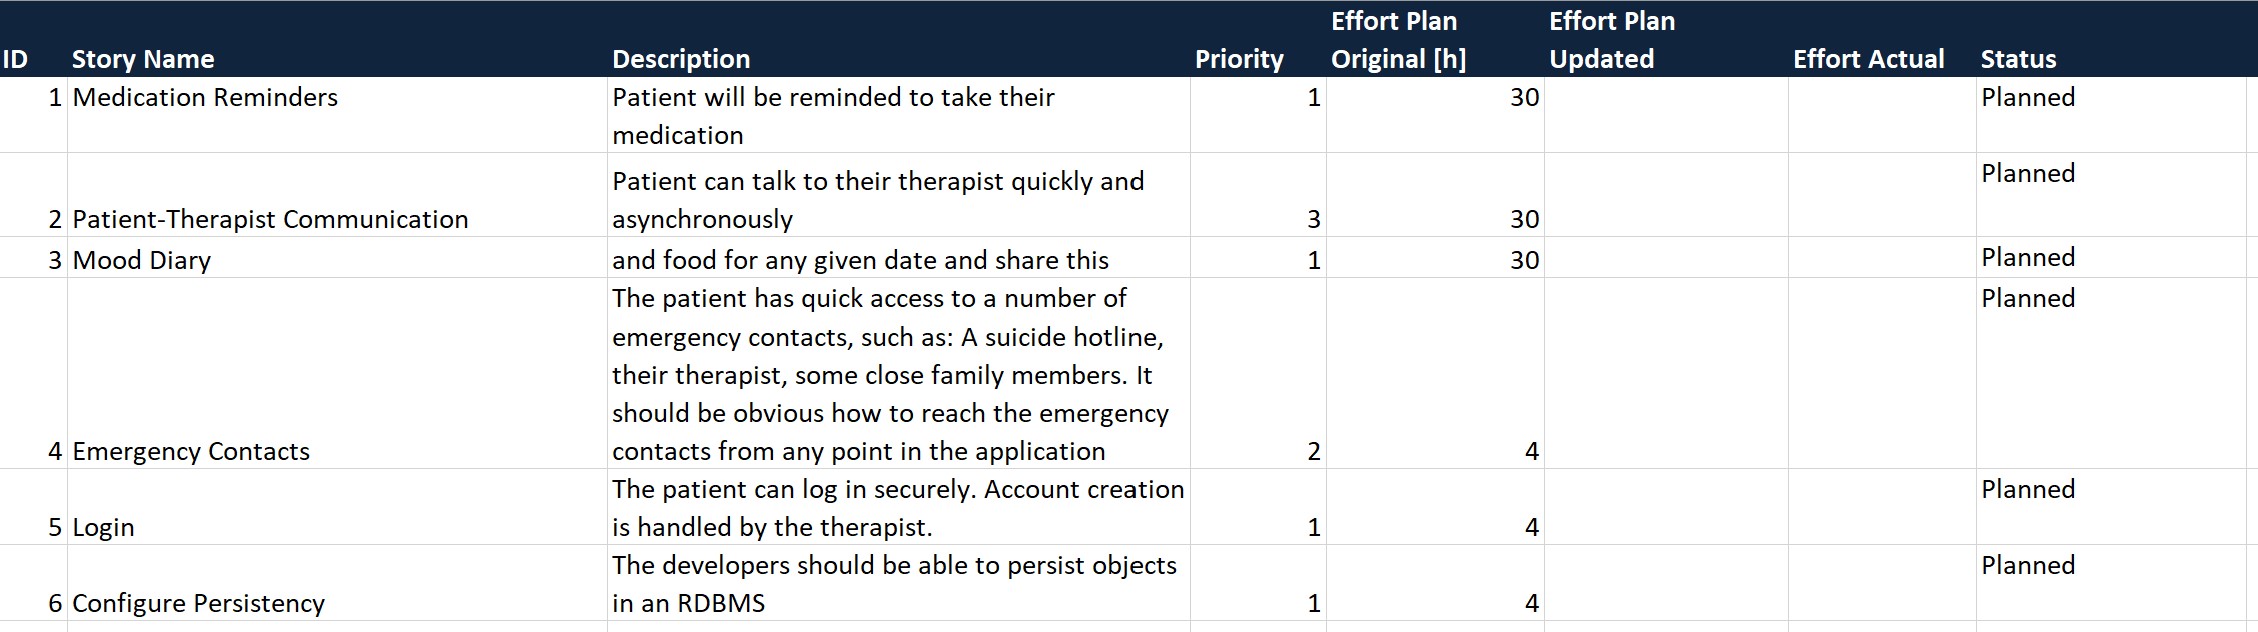 ID Story Name Description Priority Effort Plan Original [h] Effort Plan Updated Effort Actual Status
1 Medication Reminders Patient will be reminded to take their 1 30 Planned
medication
Patient can talk to their therapist quickly and Planned
2 Patient-Therapist Communication asynchronously 3 30
3 Mood Diary and food for any given date and share this 1 30 Planned
The patient has quick access to a number of Planned
emergency contacts, such as: A suicide hotline,
their therapist, some close family members. It
should be obvious how to reach the emergency
4 Emergency Contacts contacts from any point in the application 2 4
The patient can log in securely. Account creation Planned
5 Login is handled by the therapist. 1 4
The developers should be able to persist objects Planned
6 Configure Persistency in an RDBMS 1 4